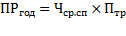 ПРгод = Чср.сп × Птр